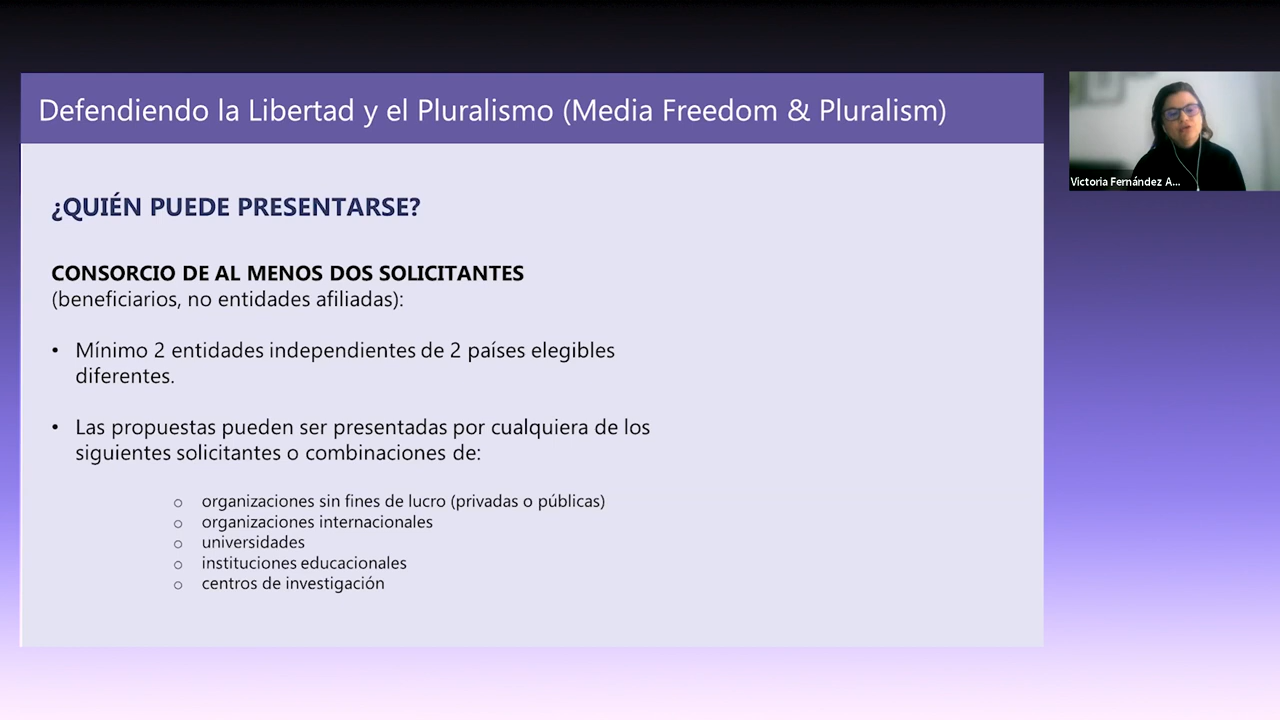 Defendiendo la Libertad y el Pluralismo (Media Freedom & Pluralism)
¿QUIÉN PUEDE PRESENTARSE?
CONSORCIO DE AL MENOS DOS SOLICITANTES
(beneficiarios, no entidades afiliadas):
• Mínimo 2 entidades independientes de 2 países elegibles
diferentes.
• Las propuestas pueden ser presentadas por cualquiera de los
siguientes solicitantes o combinaciones de:
o organizaciones sin fines de lucro (privadas o públicas)
o organizaciones internacionales
o universidades
o instituciones educacionales
o centros de investigación
Victoria Fernández A...